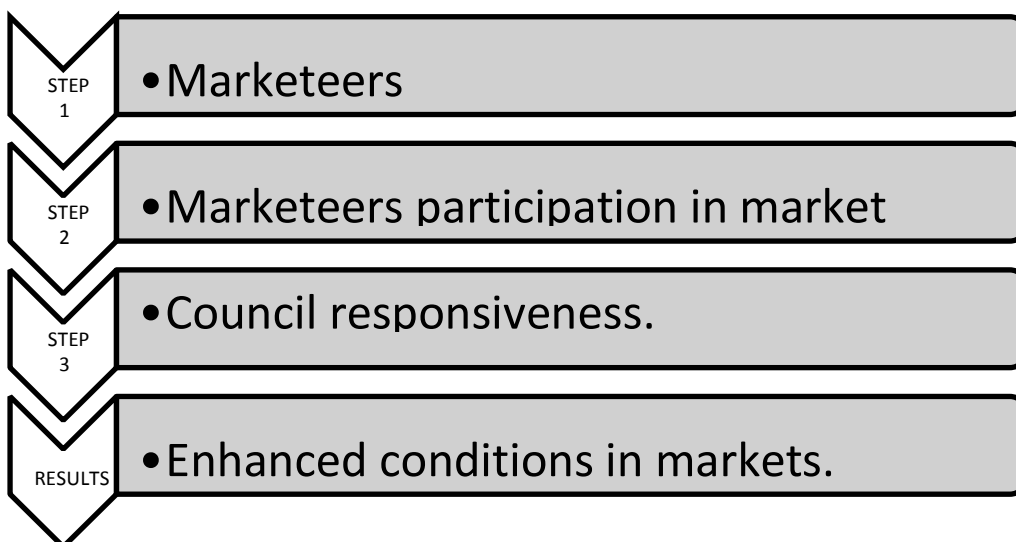 STEP
1
•Marketeers
STEP
2
•Marketeers participation in market
STEP
3
•Council responsiveness.
RESULTS
•Enhanced conditions in markets.